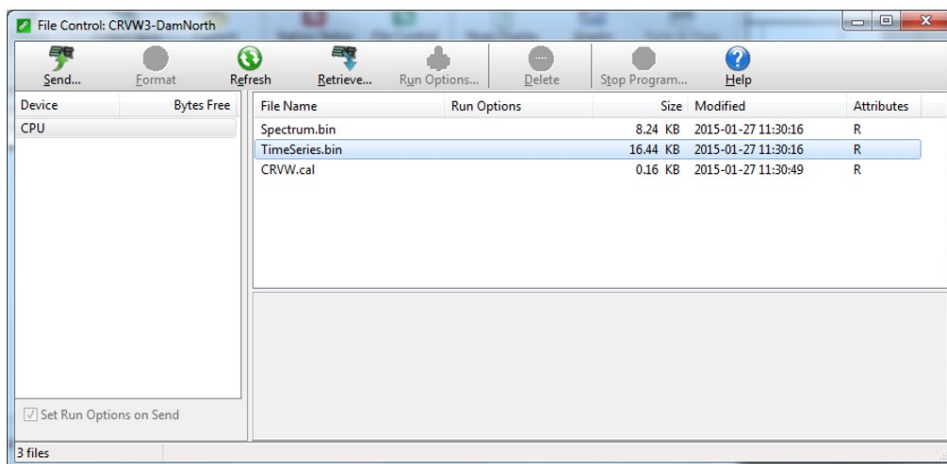 File Control: CRVW3-DamNorth
Send... Format Refresh Retrieve... Run Options... Delete Stop Program... Help
Device Bytes Free File Name Run Options Size Modified Attributes
CPU
Spectrum.bin 8.24 KB 2015-01-27 11:30:16 R
TimeSeries.bin 16.44 KB 2015-01-27 11:30:16 R
CRVW.cal 0.16 KB 2015-01-27 11:30:49 R
Set Run Options on Send
3 files